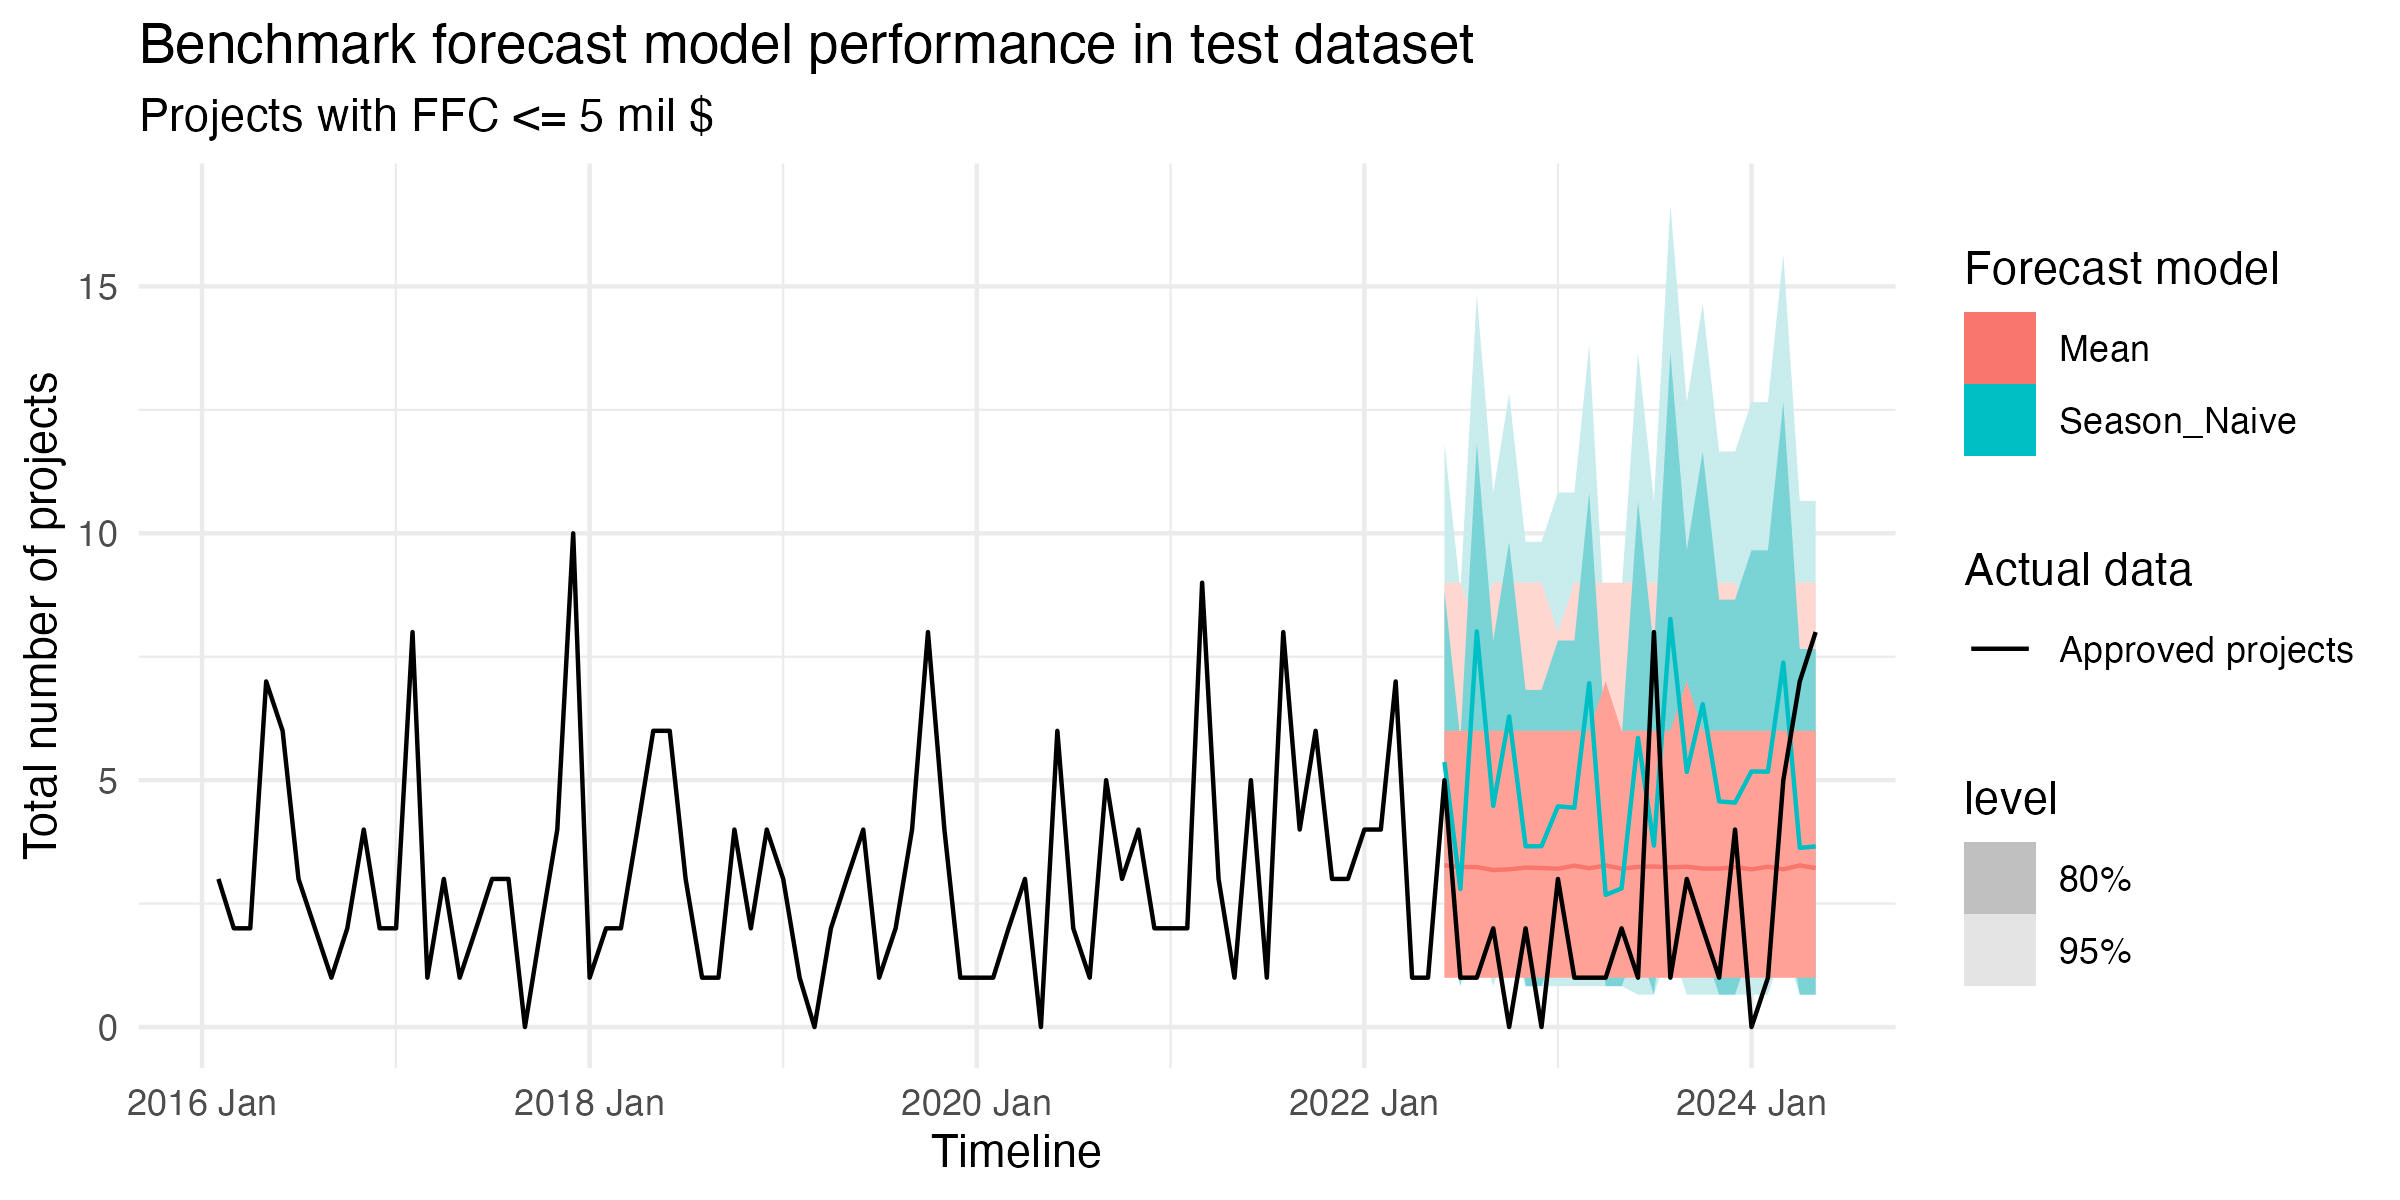 Benchmark forecast model performance in test dataset
Projects with FFC <= 5 mil $
Total number of projects
15
10
5
0
2016 Jan
2018 Jan
2020 Jan
2022 Jan
2024 Jan
Timeline
Forecast model
Mean
Season_Naive
Actual data
Approved projects
level
80%
95%